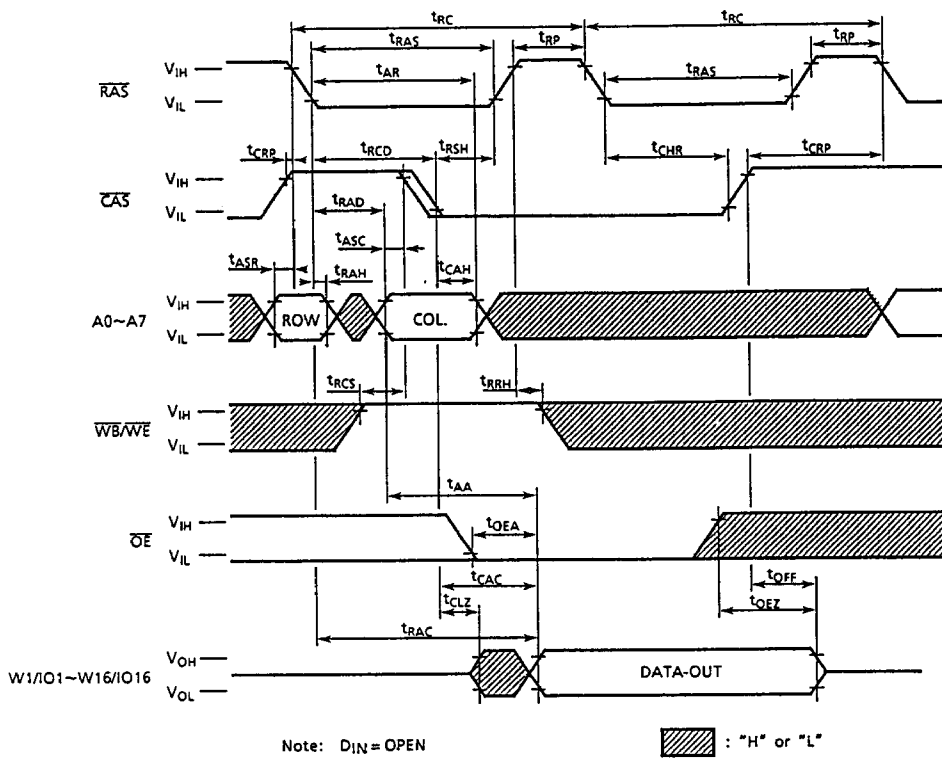 tRC tRC
tRAS tRP tRP
tAR tRAS
VIH
RAS
VIL
tCRP tRCD tRSH tCHR tCRP
VIH
CAS
VIL
tRAD
tASC
tASR tRAH tCAH
VIH
A0~A7 ROW COL.
VIL
tRCS tRRH
VIH
WB/WE
VIL
tAA
VIH
tOEA
OE
VIL
tCAC tOFF
tCLZ tOEZ
tRAC
VOH
W1/IO1~W16/IO16 DATA-OUT
VOL
Note: DIN = OPEN : "H" or "L"